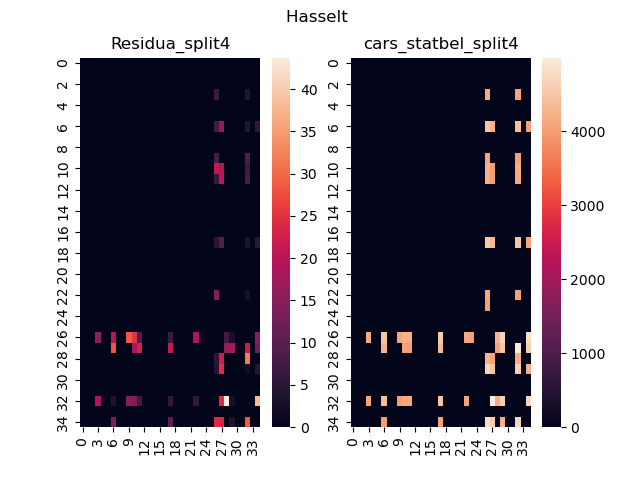 Hasselt
Residua_split4 cars_statbel_split4
0 2 4 6 8 10 12 14 16 18 20 22 24 26 28 30 32 34
0 3 6 9 12 15 18 21 24 27 30 33
40 35 30 25 20 15 10 5 0
0 2 4 6 8 10 12 14 16 18 20 22 24 26 28 30 32 34
0 3 6 9 12 15 18 21 24 27 30 33
4000 3000 2000 1000 0